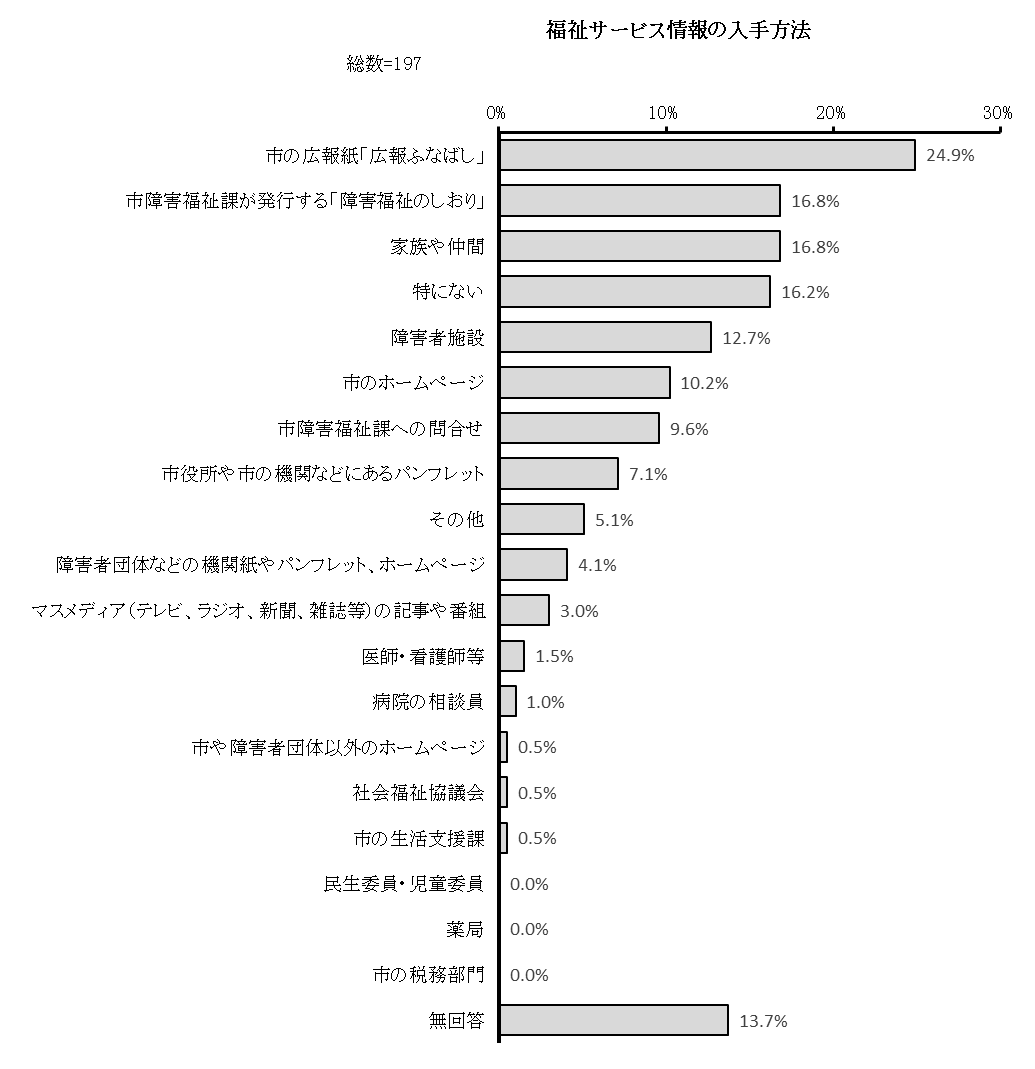 福祉サービス情報の入手方法
総数=197
0% 10% 20% 30%
市の広報紙「広報ふなばし」 24.9%
市障害福祉課が発行する「障害福祉のしおり」 16.8%
家族や仲間 16.8%
特にない 16.2%
障害者施設 12.7%
市のホームページ 10.2%
市障害福祉課への問合せ 9.6%
市役所や市の機関などにあるパンフレット 7.1%
その他 5.1%
障害者団体などの機関紙やパンフレット、ホームページ 4.1%
マスメディア(テレビ、ラジオ、新聞、雑誌等)の記事や番組 3.0%
医師・看護師等 1.5%
病院の相談員 1.0%
市や障害者団体以外のホームページ 0.5%
社会福祉協議会 0.5%
市の生活支援課 0.5%
民生委員・児童委員 0.0%
薬局 0.0%
市の税務部門 0.0%
無回答 13.7%